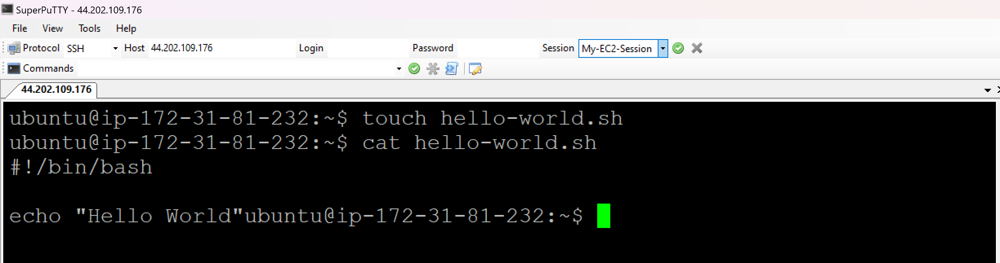 SuperPuTTY - 44.202.109.176
File View Tools Help
Protocol SSH Host 44.202.109.176 Login Password Session My-EC2-Session
Commands
44.202.109.176
ubuntu@ip-172-31-81-232:~$ touch hello-world.sh
ubuntu@ip-172-31-81-232:~$ cat hello-world.sh
#!/bin/bash
echo "Hello World"ubuntu@ip-172-31-81-232:~$